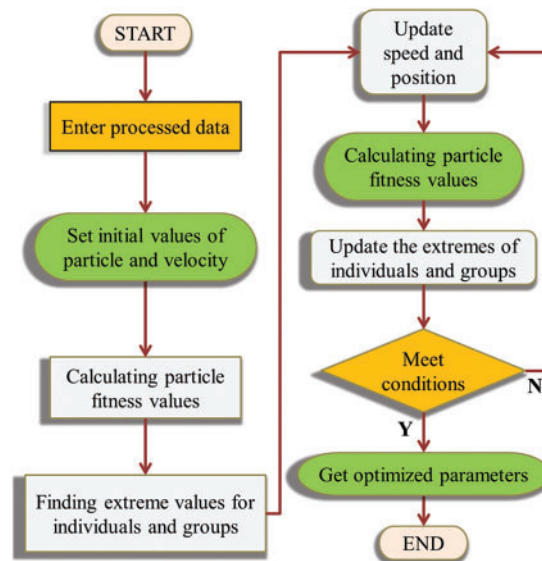 START
Enter processed data
Set initial values of
particle and velocity
Calculating particle
fitness values
Finding extreme values for
individuals and groups
Update
speed and
position
Calculating particle
fitness values
Update the extremes of
individuals and groups
Meet
conditions
N
Y
Get optimized parameters
END